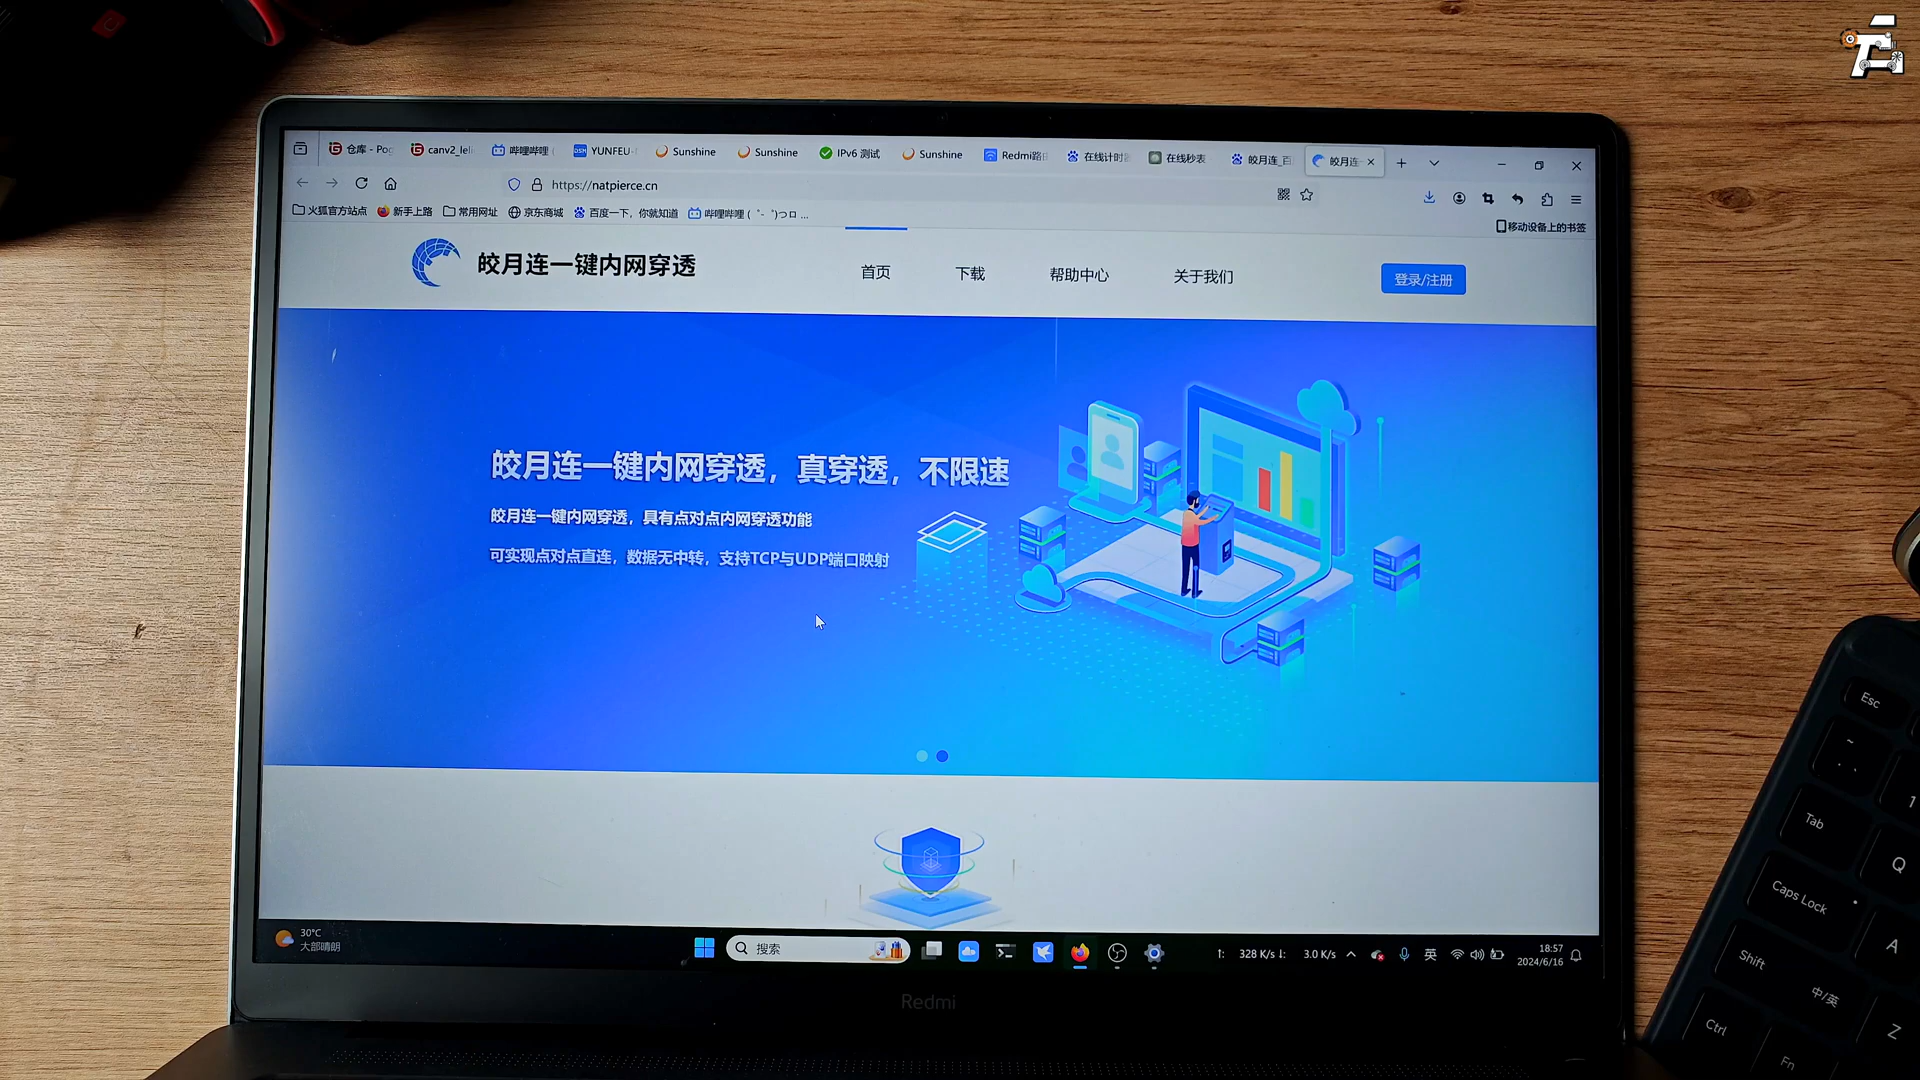 仓库 - Pog
canv2_leli
哔哩哔哩 (
YUNFEU-
Sunshine
Sunshine
IPv6 测试
Sunshine
Redmi路由
在线计时器
在线秒表
皎月连_百
皎月连-
https://natpierce.cn
火狐官方站点
新手上路
常用网址
京东商城
百度一下，你就知道
哔哩哔哩 ( ゜- ゜)つロ ...
移动设备上的书签
皎月连一键内网穿透
首页
下载
帮助中心
关于我们
登录/注册
皎月连一键内网穿透，真穿透，不限速
皎月连一键内网穿透，具有点对点内网穿透功能
可实现点对点直连，数据无中转，支持TCP与UDP端口映射
30°C
大部晴朗
搜索
↑: 328 K/s ↓: 3.0 K/s
英
18:57
2024/6/16
Redmi
Esc
~
1
Tab
Q
Caps Lock
A
Shift
中/英
Z
Ctrl
Fn